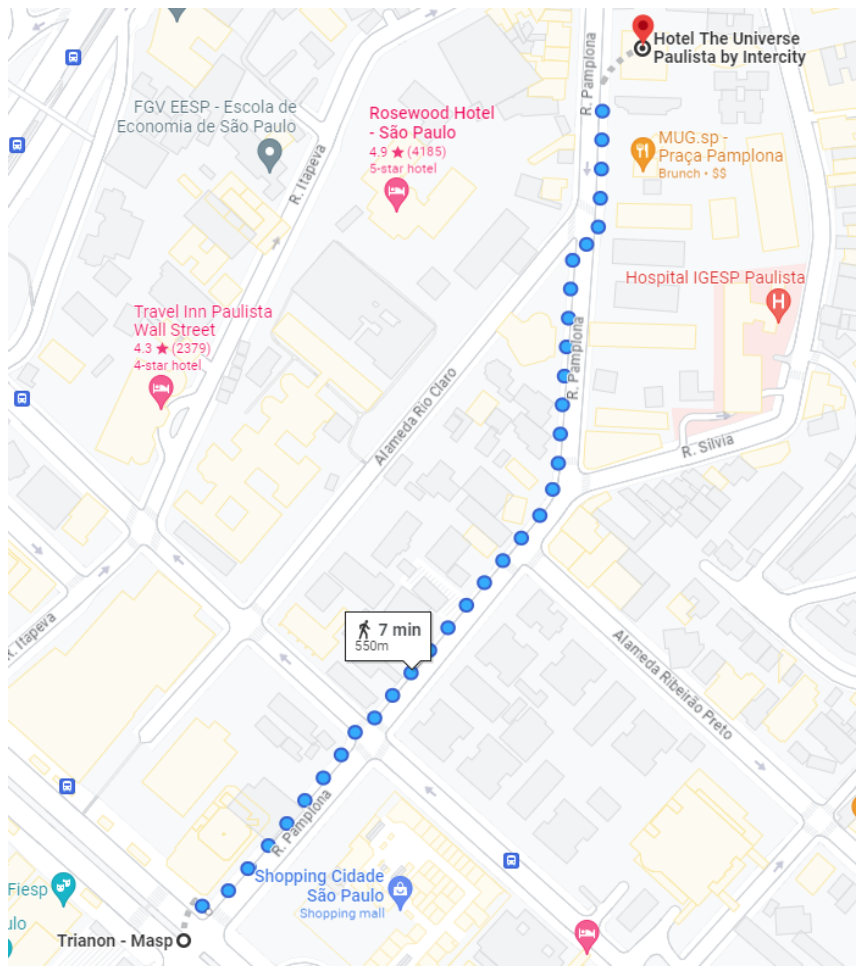 Hotel The Universe
Paulista by Intercity
R. Pamplona
FGV EESP - Escola de
Economia de São Paulo
Rosewood Hotel
- São Paulo
4.9 ★ (4185)
5-star hotel
MUG.sp -
Praça Pamplona
Brunch • $$
R. Itapeva
Hospital IGESP Paulista
H
Travel Inn Paulista
Wall Street
4.3 ★ (2379)
4-star hotel
R. Pamplona
Alameda Rio Claro
R. Sílvia
7 min
550m
R. Itapeva
Alameda Ribeirão Preto
R. Pamplona
Shopping Cidade
São Paulo
Shopping mall
Fiesp
ulo
Trianon - Masp